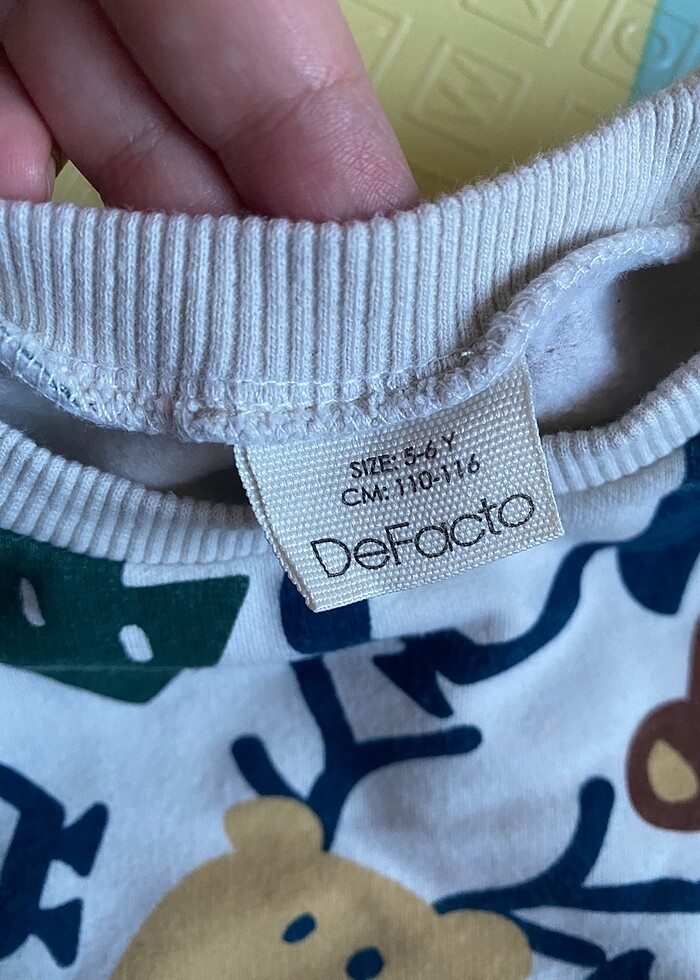 SIZE: 5-6 Y
CM: 110-116
DeFacto